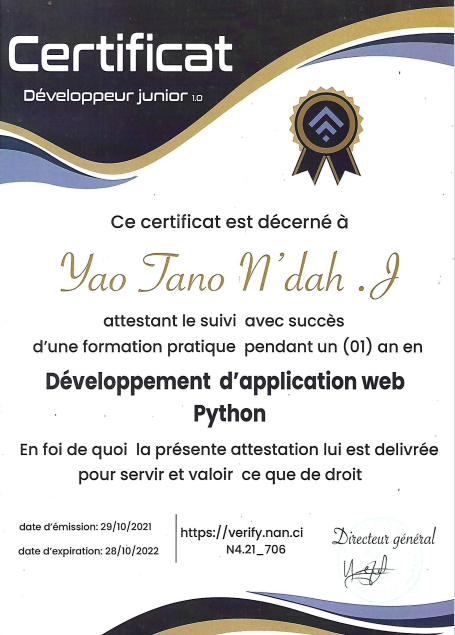 Certificat
Développeur junior 1.0
Ce certificat est décerné à
Yao Tano N'dah .J
attestant le suivi avec succès
d'une formation pratique pendant un (01) an en
Développement d'application web
Python
En foi de quoi la présente attestation lui est delivrée
pour servir et valoir ce que de droit
date d'émission: 29/10/2021
date d'expiration: 28/10/2022
https://verify.nan.ci
N4.21_706
Directeur général